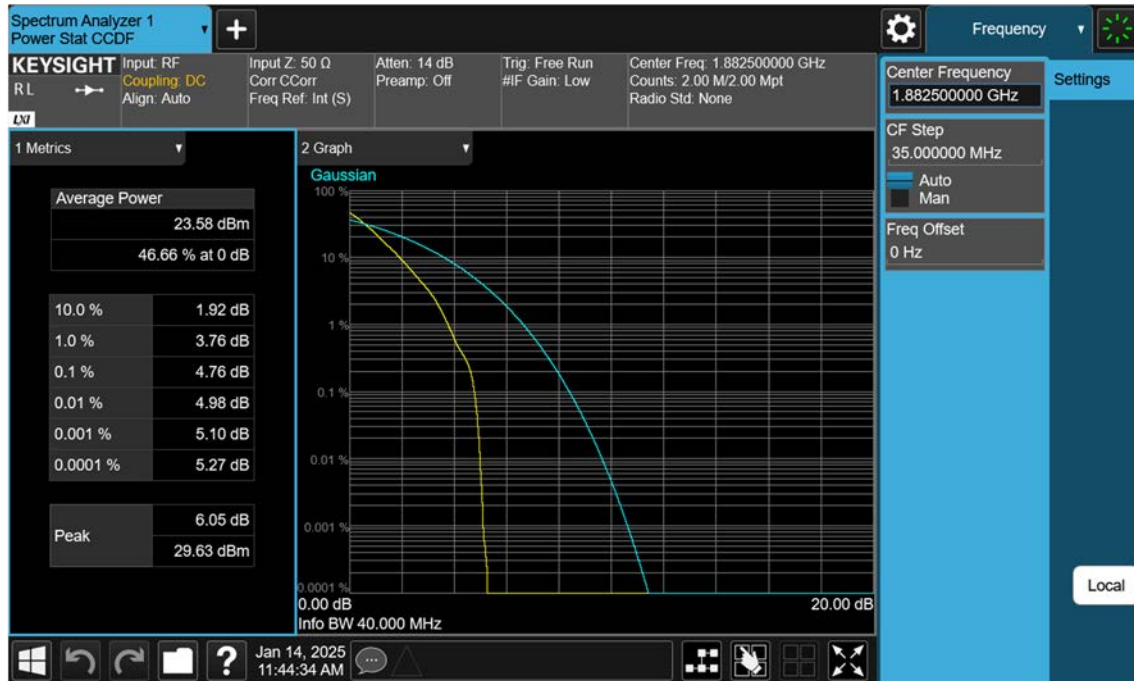 Spectrum Analyzer 1
Power Stat CCDF
+
Frequency
KEYSIGHT
R L
LXI
Input: RF
Coupling: DC
Align: Auto
Input Z: 50 Ω
Corr CCorr
Freq Ref: Int (S)
Atten: 14 dB
Preamp: Off
Trig: Free Run
#IF Gain: Low
Center Freq: 1.882500000 GHz
Counts: 2.00 M/2.00 Mpt
Radio Std: None
Center Frequency
1.882500000 GHz
Settings
CF Step
35.000000 MHz
Auto
Man
Freq Offset
0 Hz
Local
1 Metrics
Average Power
23.58 dBm
46.66 % at 0 dB
10.0 % 1.92 dB
1.0 % 3.76 dB
0.1 % 4.76 dB
0.01 % 4.98 dB
0.001 % 5.10 dB
0.0001 % 5.27 dB
Peak
6.05 dB
29.63 dBm
2 Graph
Gaussian
100 %
10 %
1 %
0.1 %
0.01 %
0.001 %
0.0001 %
0.00 dB 20.00 dB
Info BW 40.000 MHz
?
Jan 14, 2025
11:44:34 AM